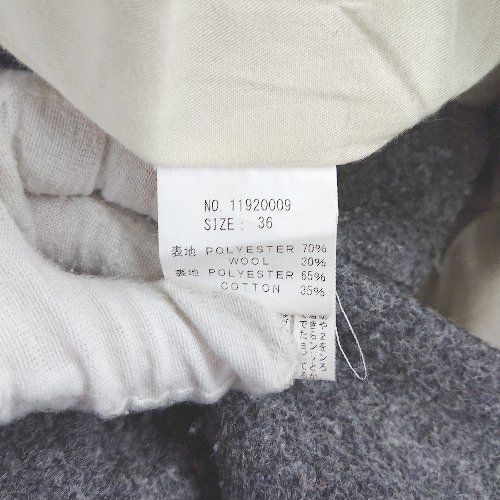 NO. 11920009
SIZE: 36
表地 POLYESTER 70%
WOOL 30%
裏地 POLYESTER 65%
COTTON 35%